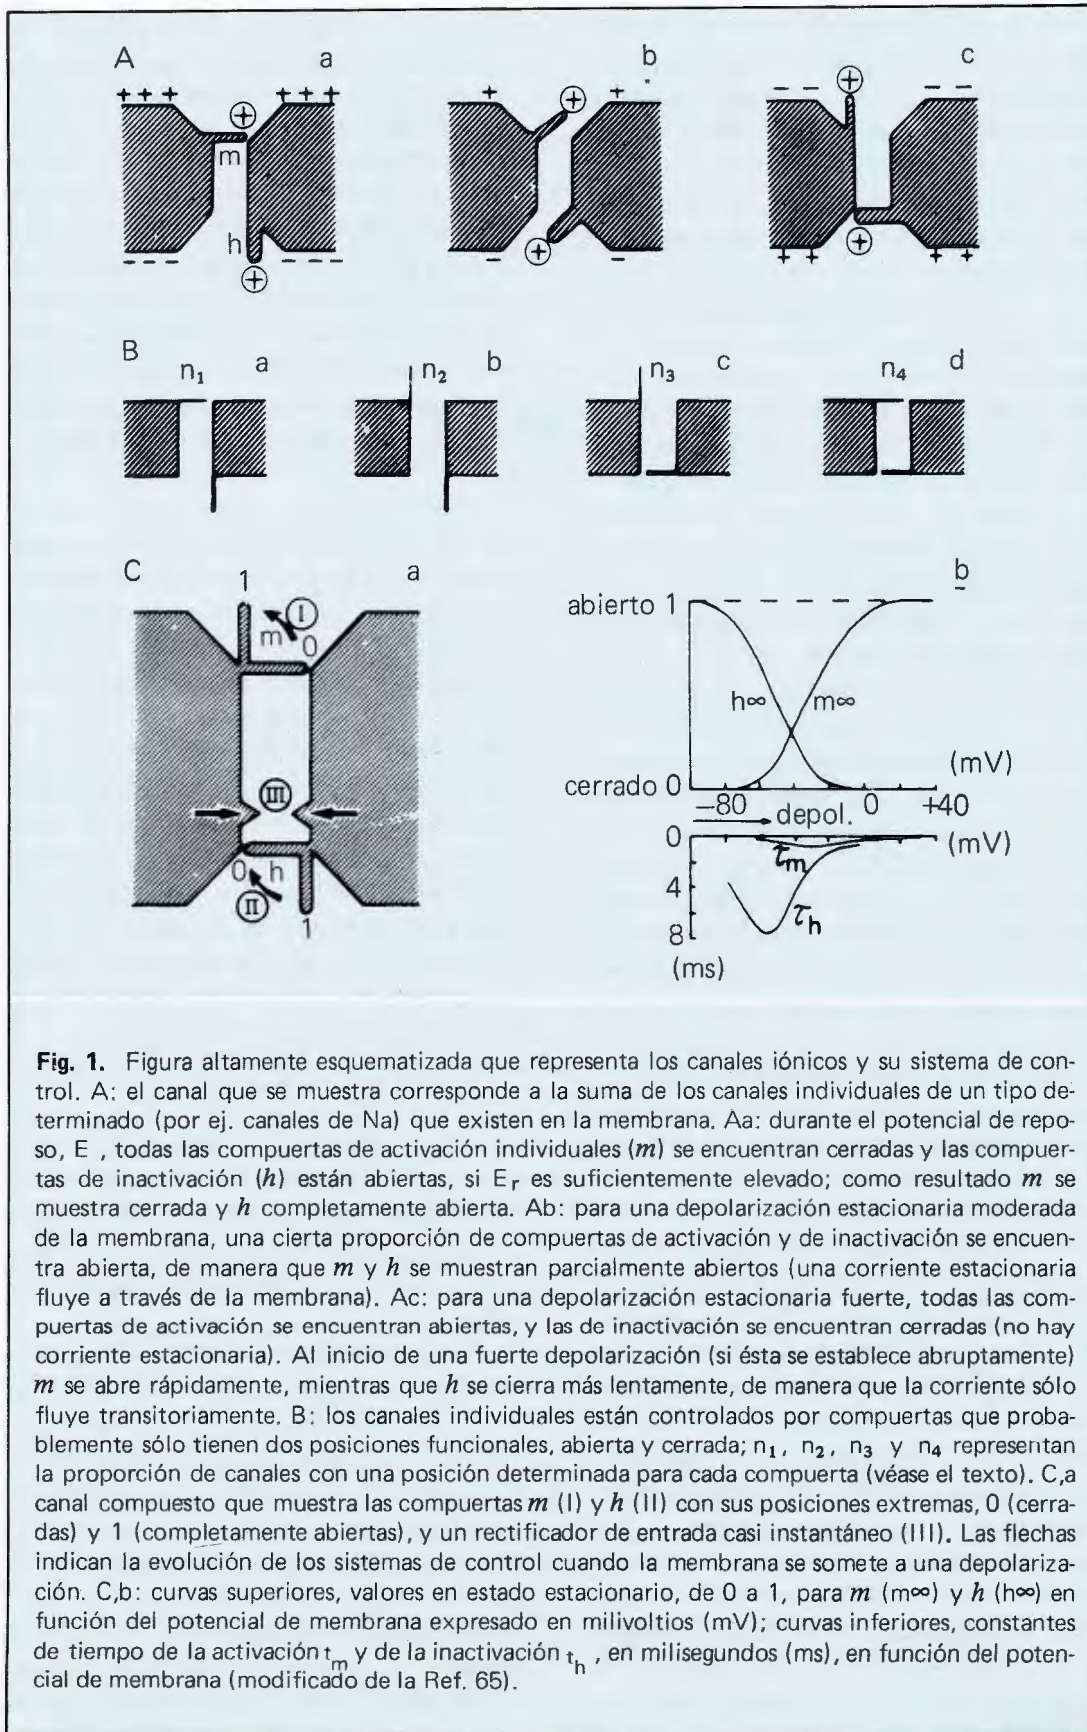 A a b c
+ + + + + + + + + + − − − −
m
h
− − − − − − − − − + + + +
B n₁ a n₂ b n₃ c n₄ d
C 1 a b
I
m 0
III
0 h
II
1
abierto 1
h∞ m∞
cerrado 0
(mV)
−80 0 +40
depol.
0 (mV)
τm
4
τh
8
(ms)
Fig. 1. Figura altamente esquematizada que representa los canales iónicos y su sistema de con-
trol. A: el canal que se muestra corresponde a la suma de los canales individuales de un tipo de-
terminado (por ej. canales de Na) que existen en la membrana. Aa: durante el potencial de repo-
so, E , todas las compuertas de activación individuales (m) se encuentran cerradas y las compuer-
tas de inactivación (h) están abiertas, si Er es suficientemente elevado; como resultado m se
muestra cerrada y h completamente abierta. Ab: para una depolarización estacionaria moderada
de la membrana, una cierta proporción de compuertas de activación y de inactivación se encuen-
tra abierta, de manera que m y h se muestran parcialmente abiertos (una corriente estacionaria
fluye a través de la membrana). Ac: para una depolarización estacionaria fuerte, todas las com-
puertas de activación se encuentran abiertas, y las de inactivación se encuentran cerradas (no hay
corriente estacionaria). Al inicio de una fuerte depolarización (si ésta se establece abruptamente)
m se abre rápidamente, mientras que h se cierra más lentamente, de manera que la corriente sólo
fluye transitoriamente. B: los canales individuales están controlados por compuertas que proba-
blemente sólo tienen dos posiciones funcionales, abierta y cerrada; n₁, n₂, n₃ y n₄ representan
la proporción de canales con una posición determinada para cada compuerta (véase el texto). C,a
canal compuesto que muestra las compuertas m (I) y h (II) con sus posiciones extremas, 0 (cerra-
das) y 1 (completamente abiertas), y un rectificador de entrada casi instantáneo (III). Las flechas
indican la evolución de los sistemas de control cuando la membrana se somete a una depolariza-
ción. C,b: curvas superiores, valores en estado estacionario, de 0 a 1, para m (m∞) y h (h∞) en
función del potencial de membrana expresado en milivoltios (mV); curvas inferiores, constantes
de tiempo de la activación tm y de la inactivación th , en milisegundos (ms), en función del poten-
cial de membrana (modificado de la Ref. 65).